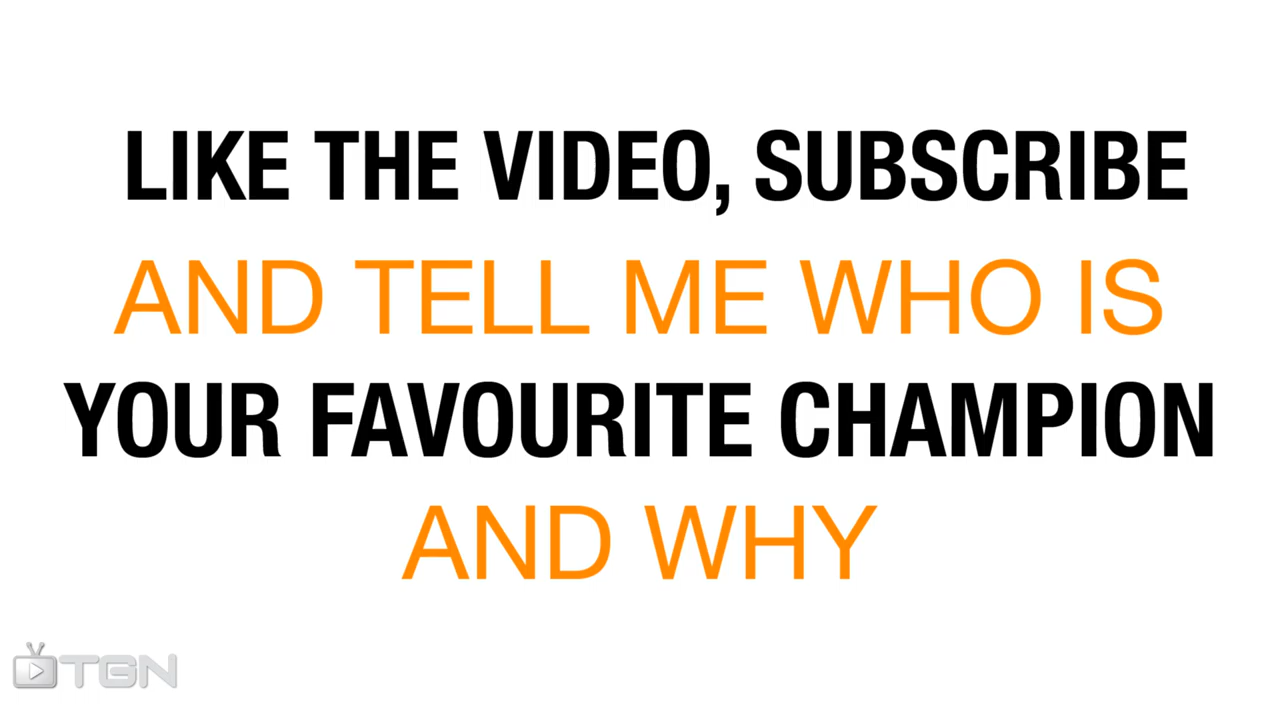 LIKE THE VIDEO, SUBSCRIBE
AND TELL ME WHO IS
YOUR FAVOURITE CHAMPION
AND WHY
TGN